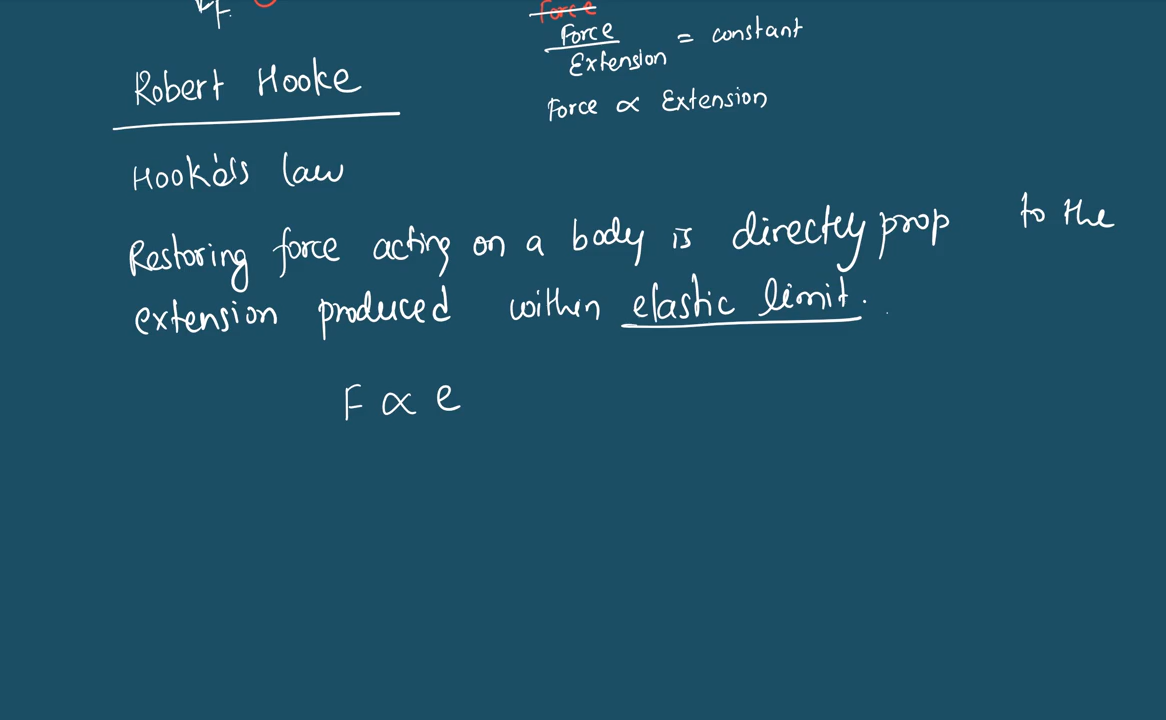 F.
Force
Force
Extension = constant
Force ∝ Extension
Robert Hooke
Hooke's law
Restoring force acting on a body is directly prop to the
extension produced within elastic limit.
F ∝ e